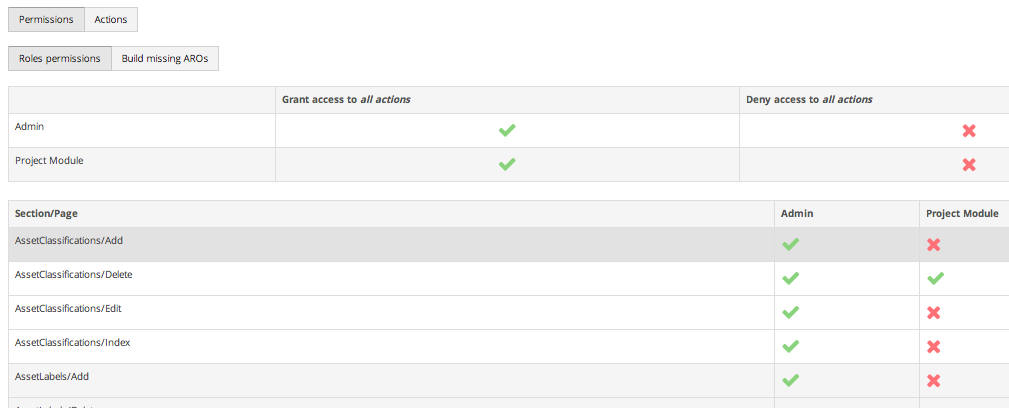 Permissions Actions
Roles permissions Build missing AROs
Grant access to all actions Deny access to all actions
Admin
Project Module
Section/Page Admin Project Module
AssetClassifications/Add
AssetClassifications/Delete
AssetClassifications/Edit
AssetClassifications/Index
AssetLabels/Add